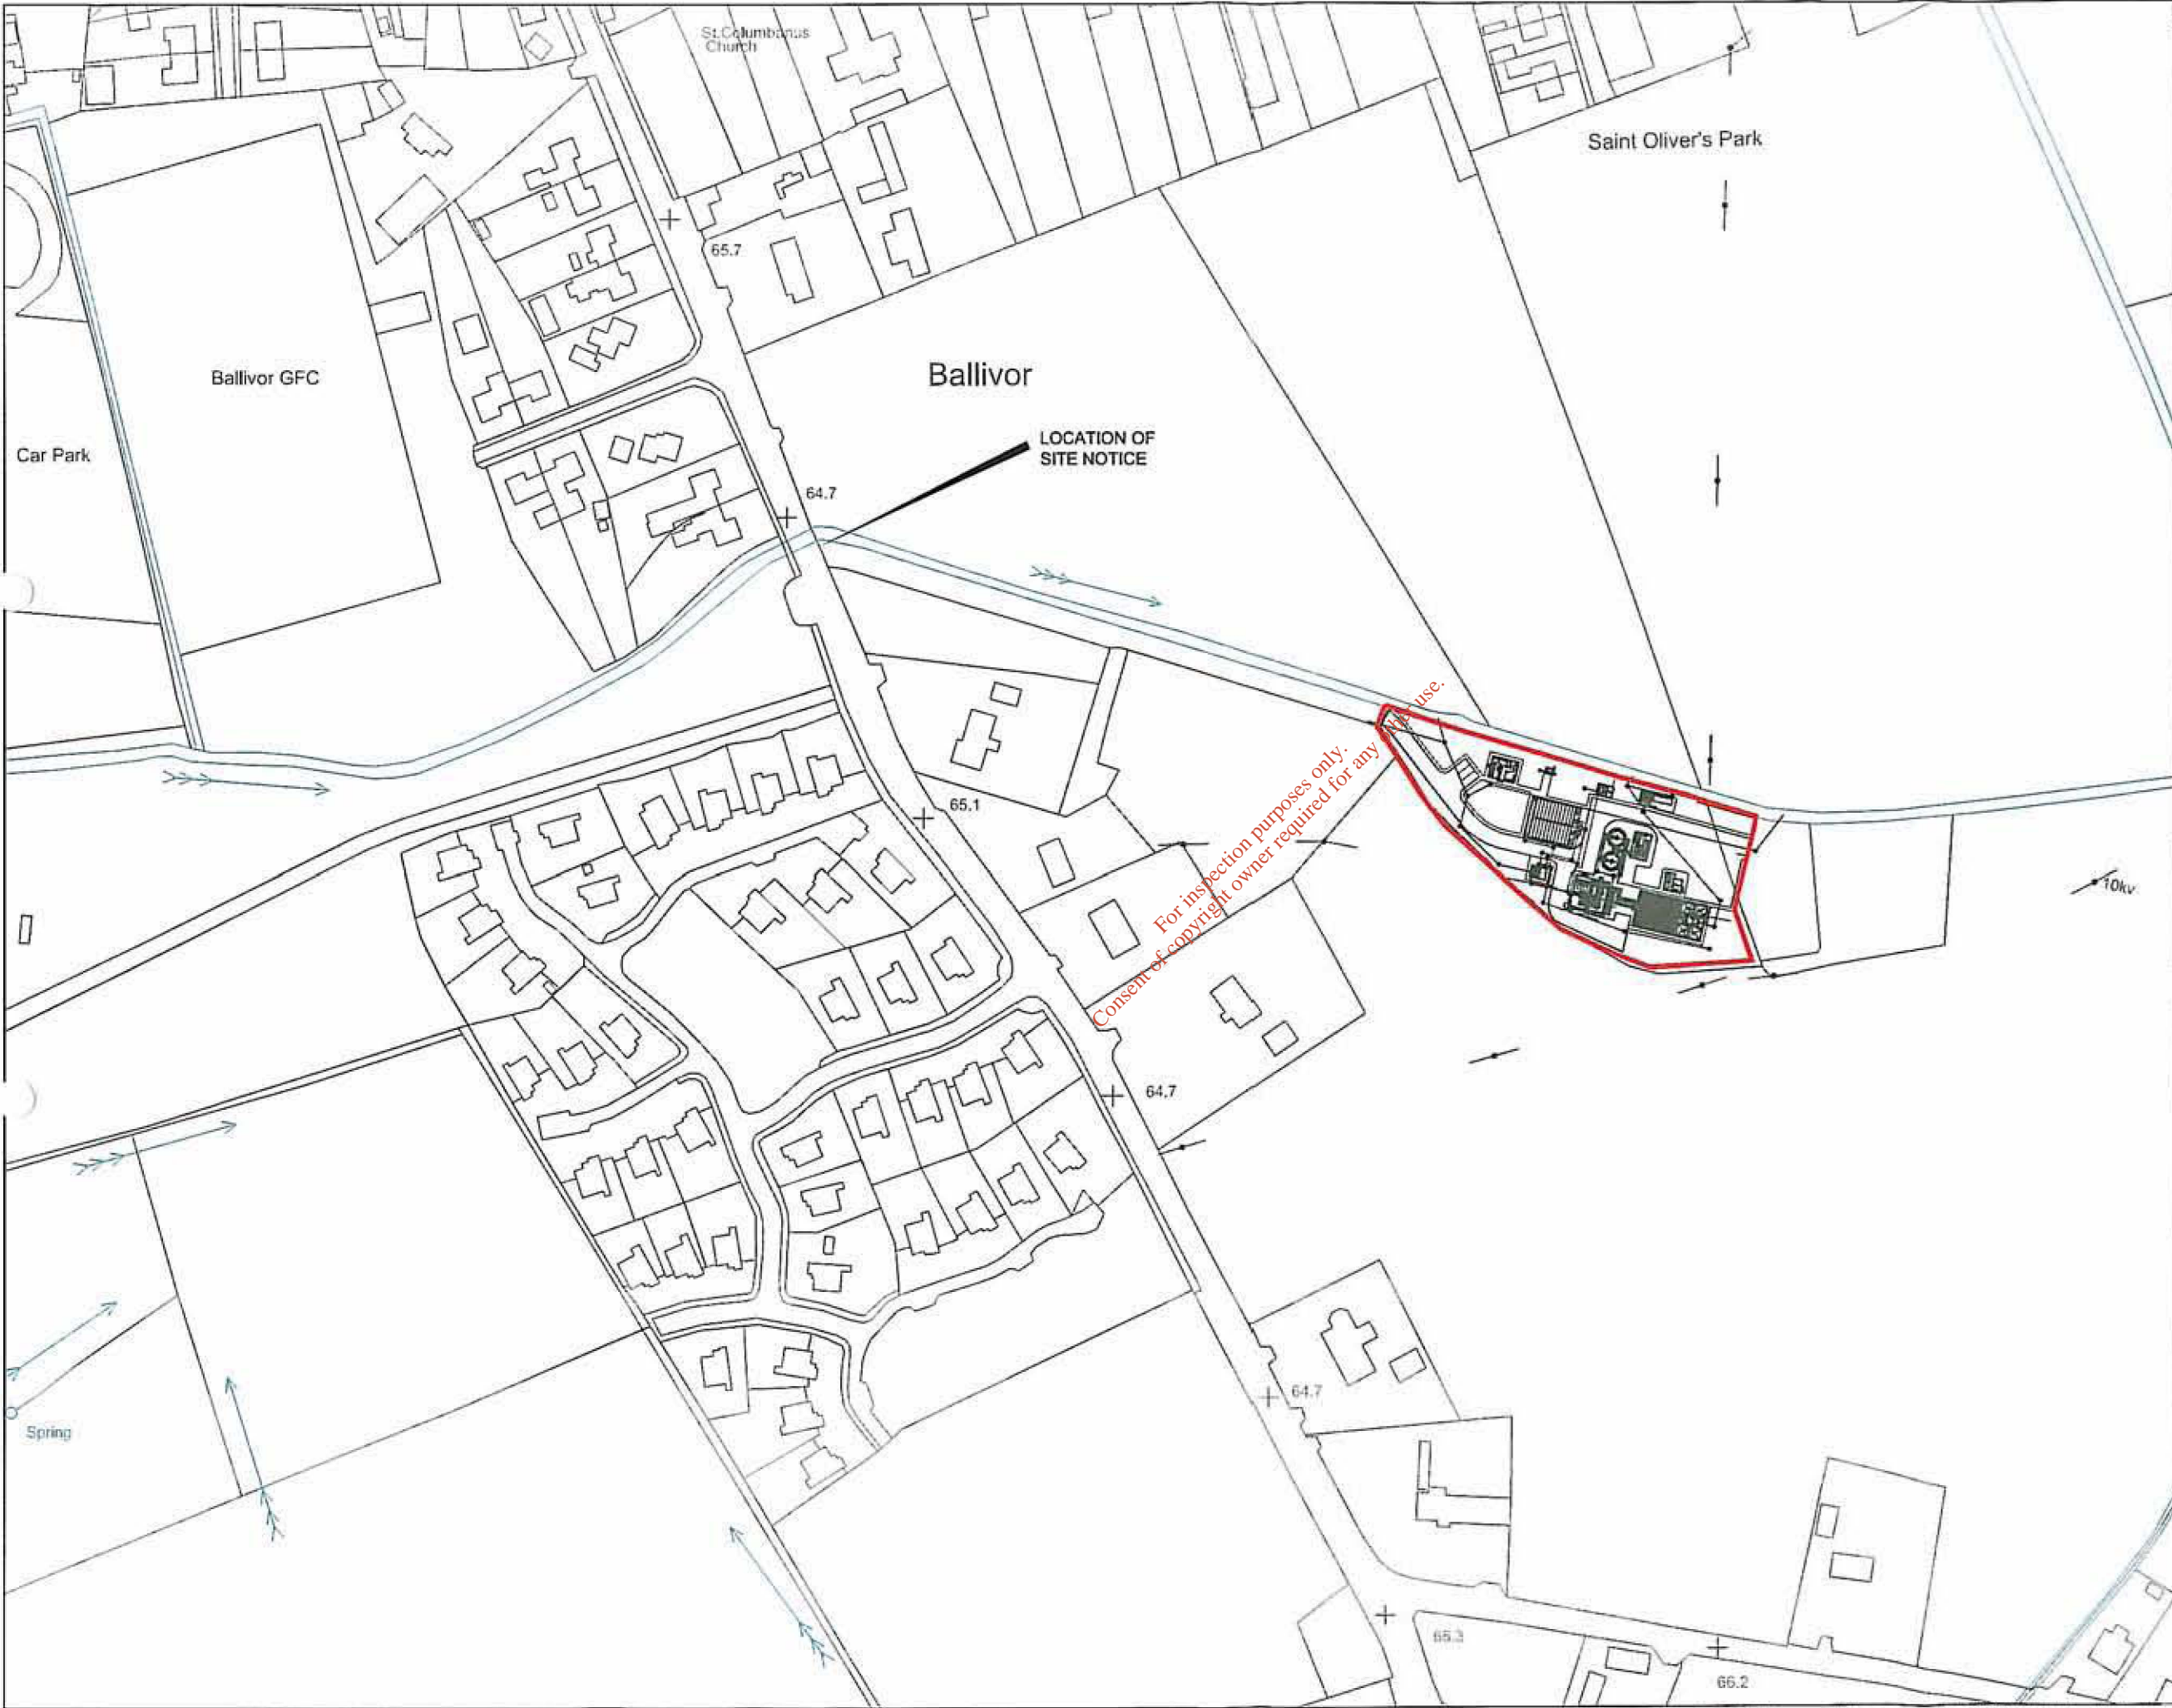 St.Columbanus
Church
Saint Oliver's Park
65.7
Ballivor GFC
Ballivor
Car Park
LOCATION OF
SITE NOTICE
64.7
65.1
10kv
For inspection purposes only.
Consent of copyright owner required for any other use.
64.7
64.7
Spring
65.3
66.2